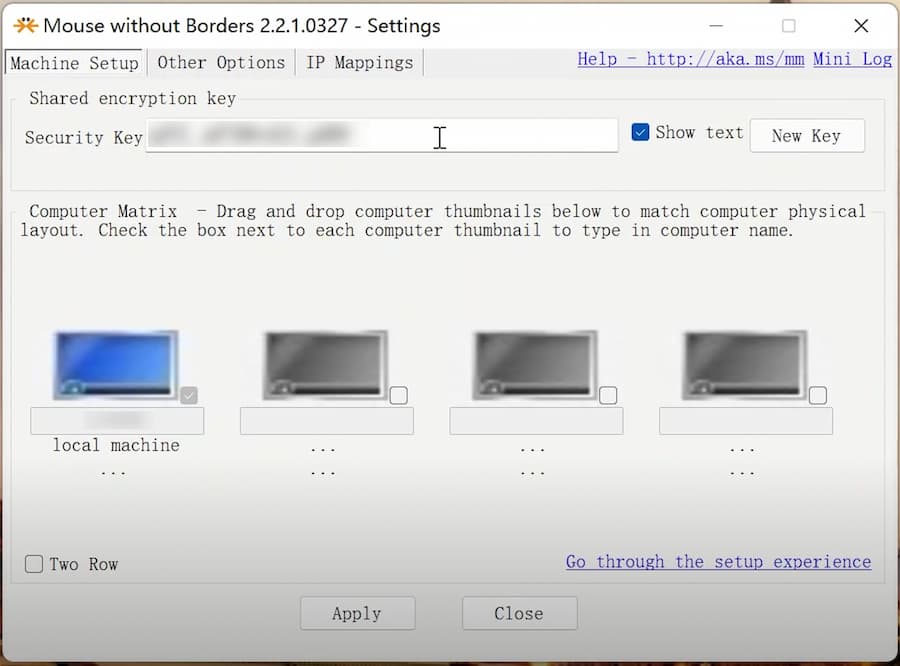 Mouse without Borders 2.2.1.0327 - Settings
Machine Setup Other Options IP Mappings Help - http://aka.ms/mm Mini Log
Shared encryption key
Security Key Show text New Key
Computer Matrix - Drag and drop computer thumbnails below to match computer physical
layout. Check the box next to each computer thumbnail to type in computer name.
local machine ... ... ...
... ... ... ...
Two Row Go through the setup experience
Apply Close